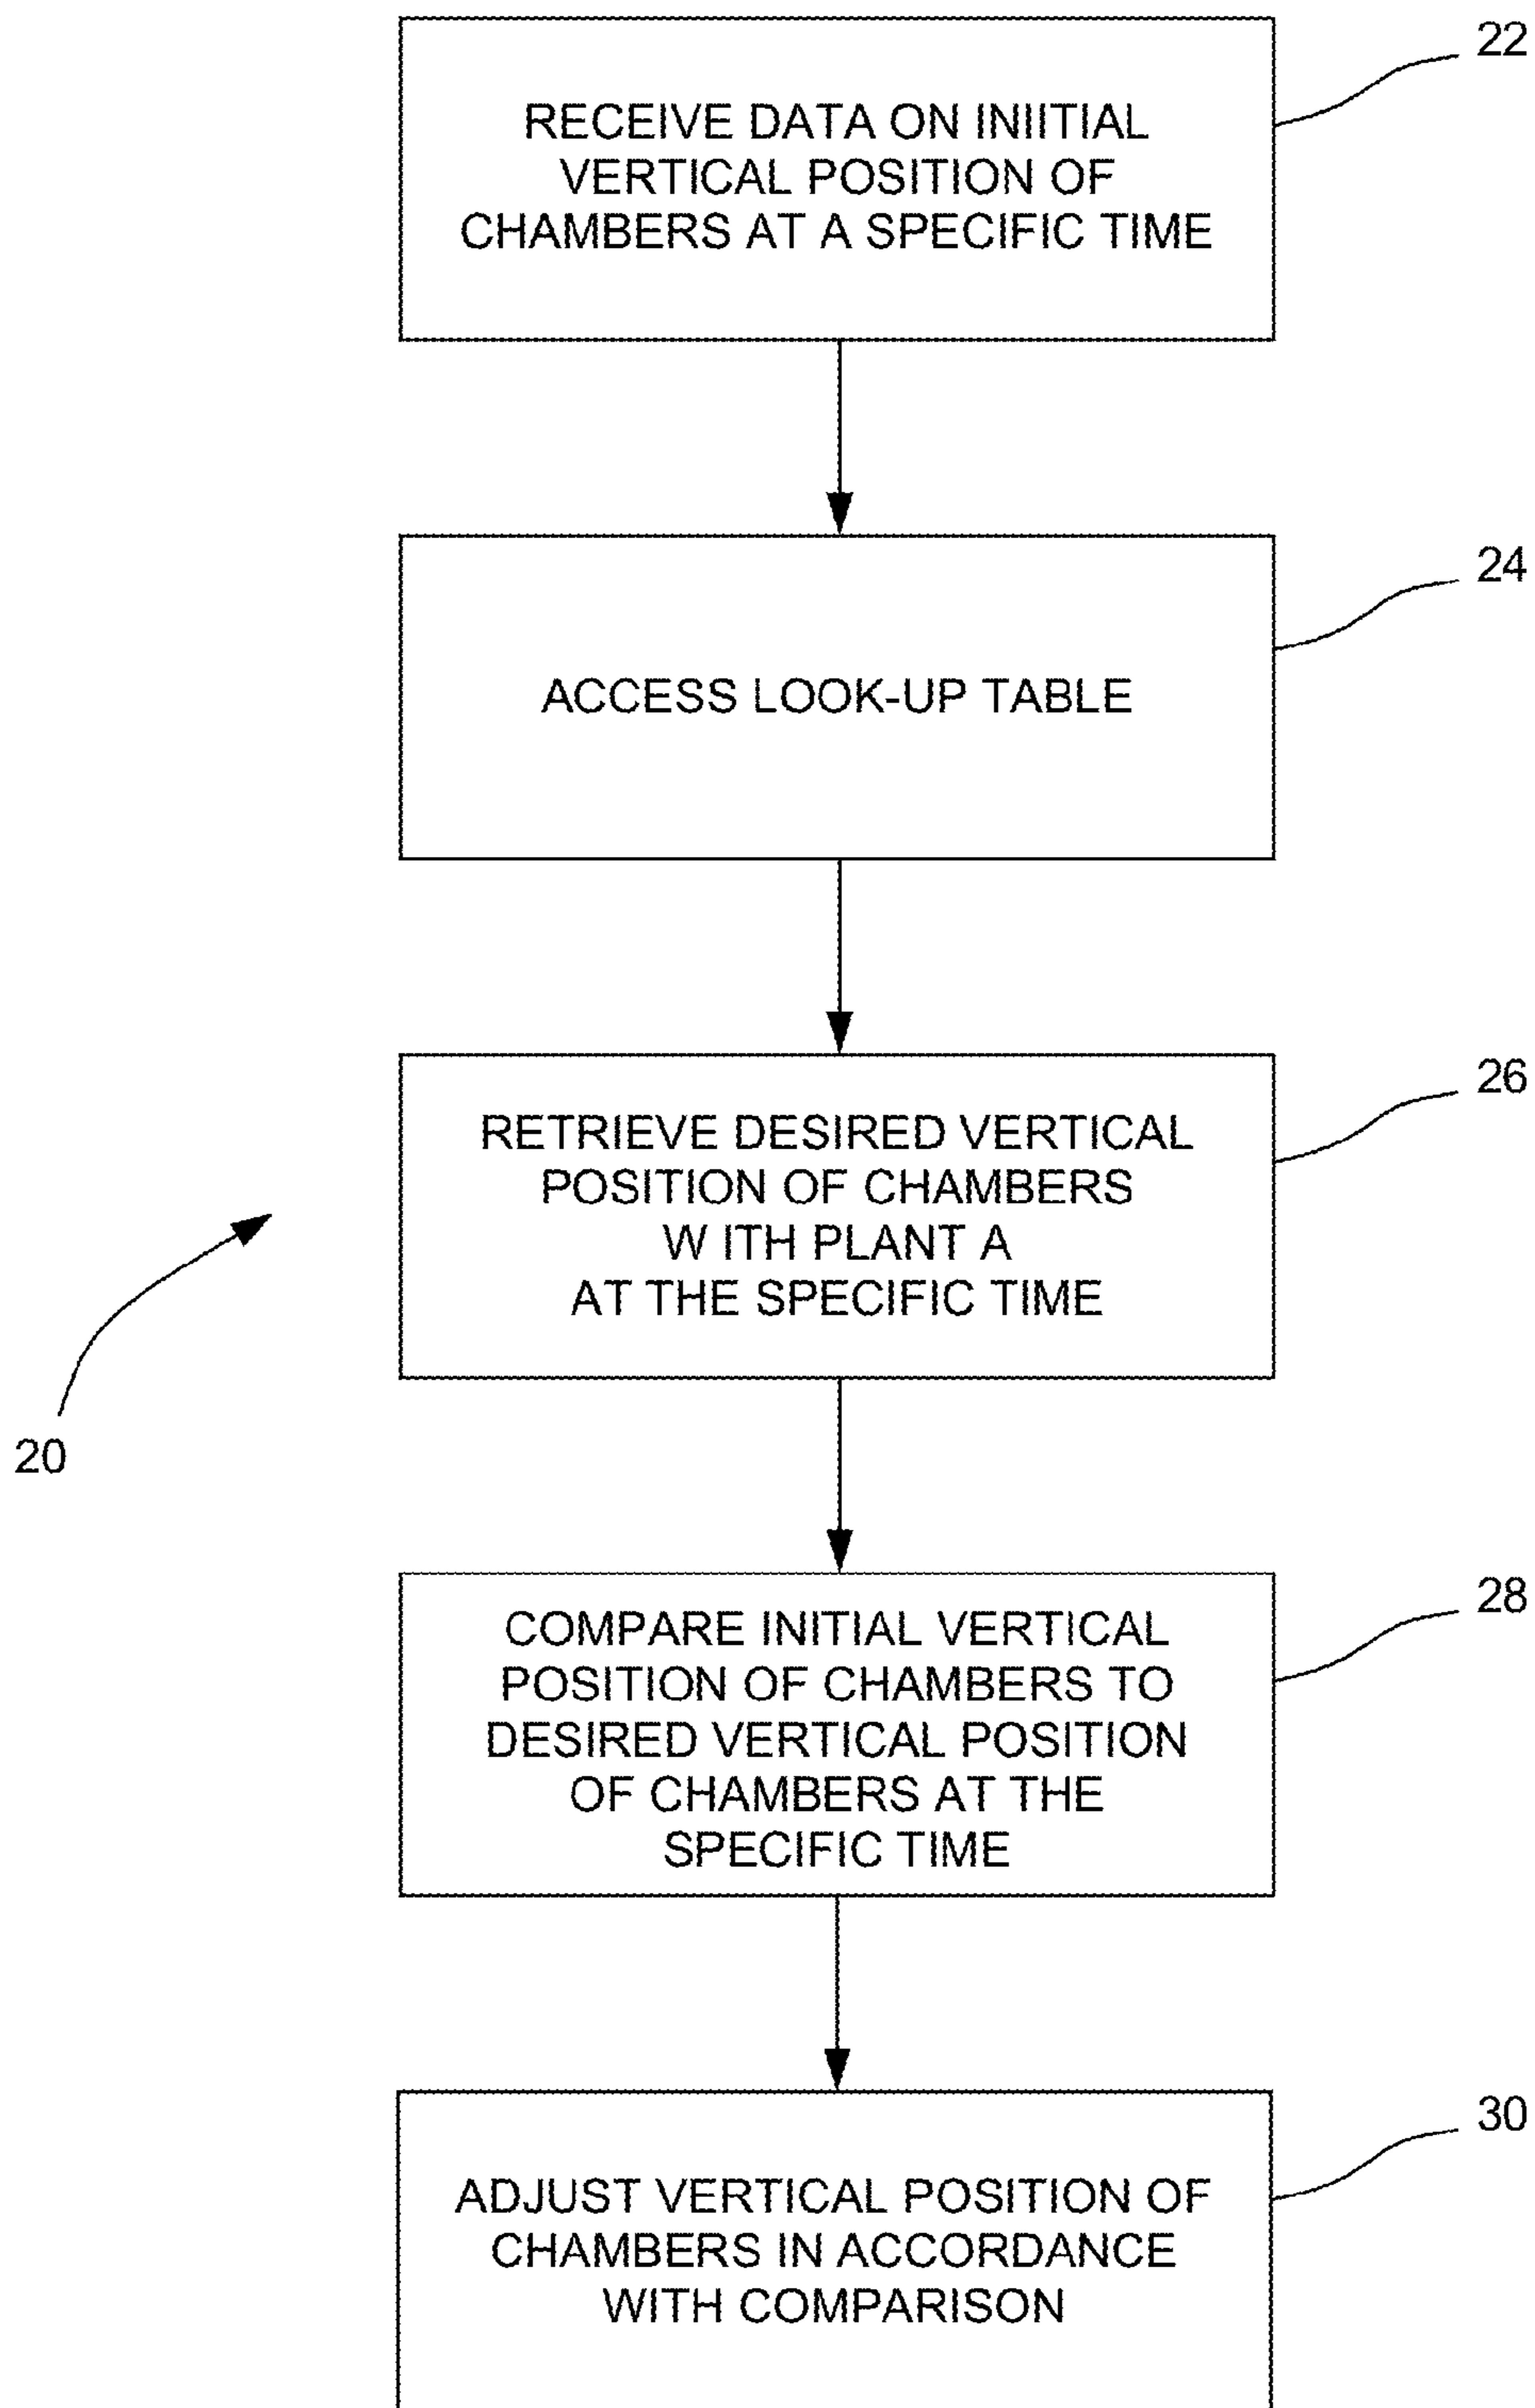 22
RECEIVE DATA ON INIITIAL
VERTICAL POSITION OF
CHAMBERS AT A SPECIFIC TIME
24
ACCESS LOOK-UP TABLE
26
RETRIEVE DESIRED VERTICAL
POSITION OF CHAMBERS
W ITH PLANT A
AT THE SPECIFIC TIME
20
28
COMPARE INITIAL VERTICAL
POSITION OF CHAMBERS TO
DESIRED VERTICAL POSITION
OF CHAMBERS AT THE
SPECIFIC TIME
30
ADJUST VERTICAL POSITION OF
CHAMBERS IN ACCORDANCE
WITH COMPARISON